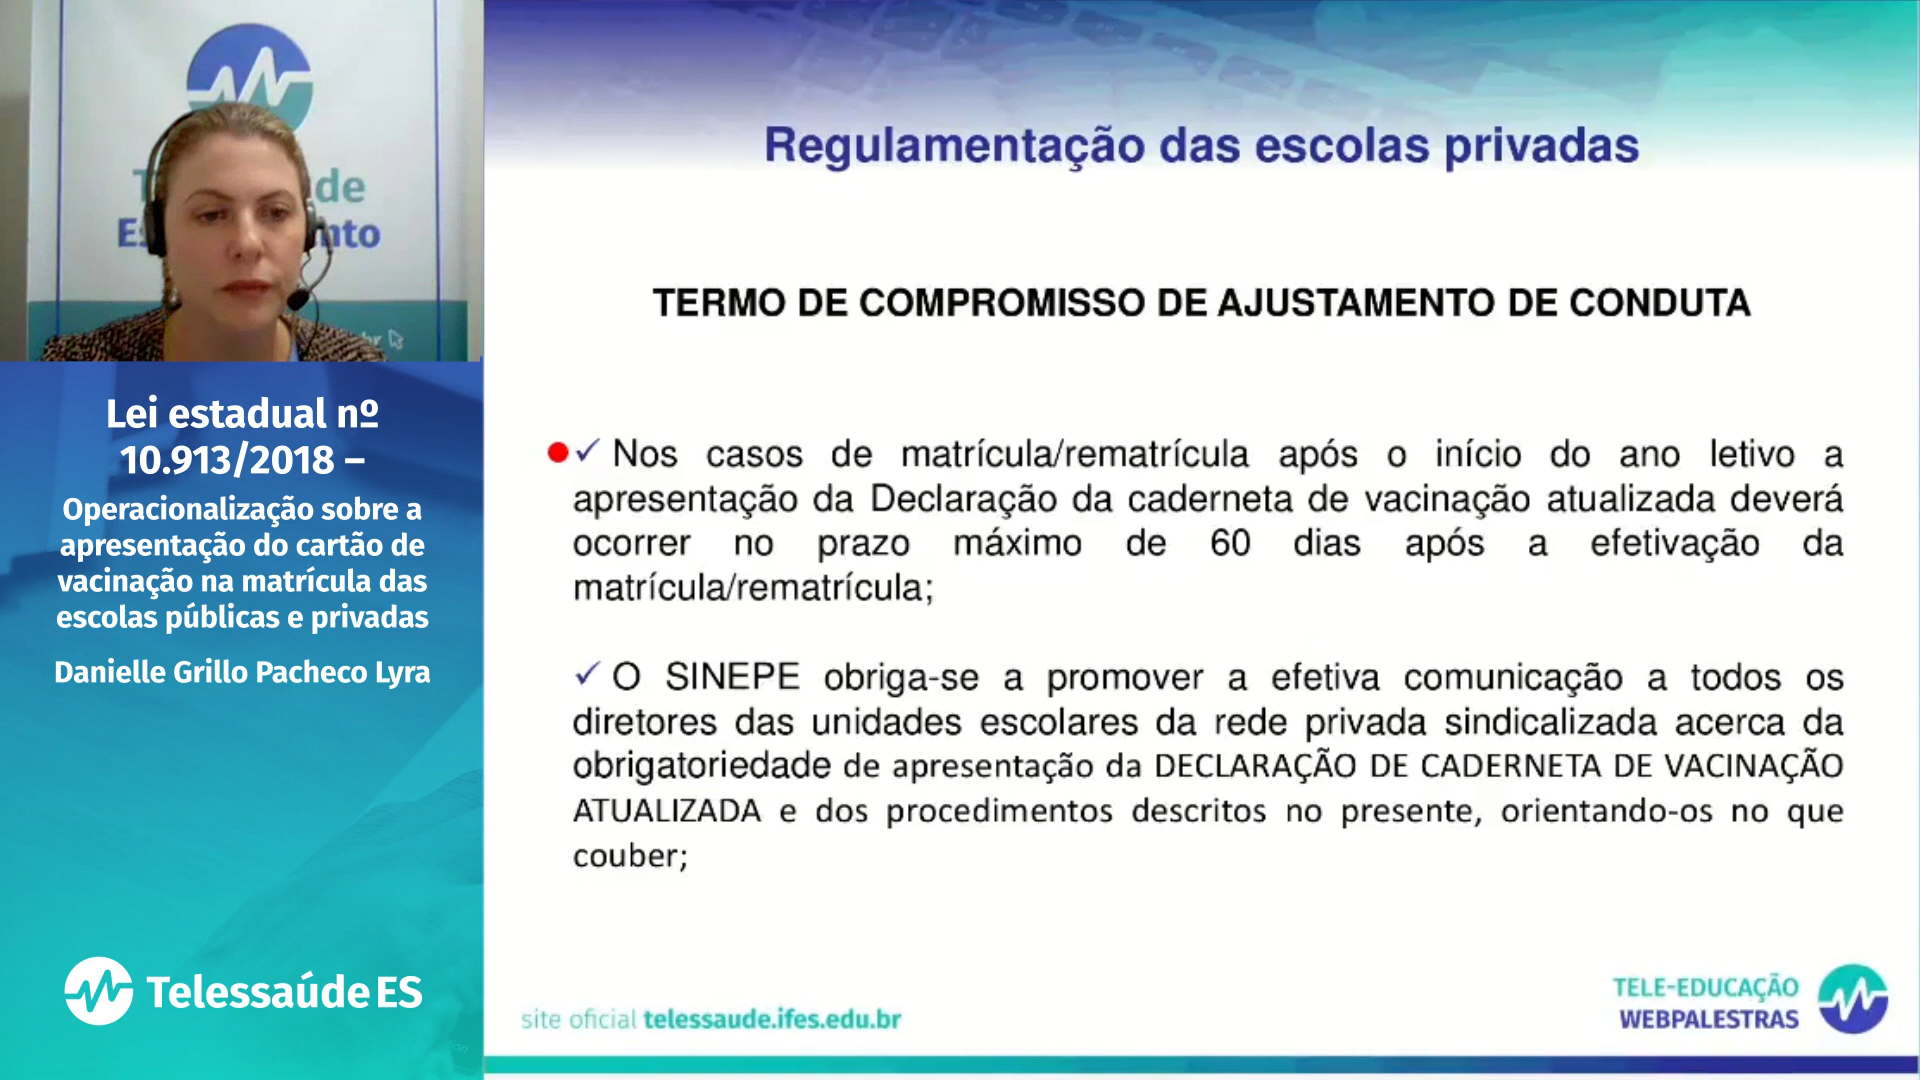 Lei estadual nº
10.913/2018 –
Operacionalização sobre a
apresentação do cartão de
vacinação na matrícula das
escolas públicas e privadas
Danielle Grillo Pacheco Lyra
TelessaúdeES
Regulamentação das escolas privadas
TERMO DE COMPROMISSO DE AJUSTAMENTO DE CONDUTA
✓ Nos casos de matrícula/rematrícula após o início do ano letivo a
apresentação da Declaração da caderneta de vacinação atualizada deverá
ocorrer no prazo máximo de 60 dias após a efetivação da
matrícula/rematrícula;
✓ O SINEPE obriga-se a promover a efetiva comunicação a todos os
diretores das unidades escolares da rede privada sindicalizada acerca da
obrigatoriedade de apresentação da DECLARAÇÃO DE CADERNETA DE VACINAÇÃO
ATUALIZADA e dos procedimentos descritos no presente, orientando-os no que
couber;
site oficial telessaude.ifes.edu.br
TELE-EDUCAÇÃO
WEBPALESTRAS